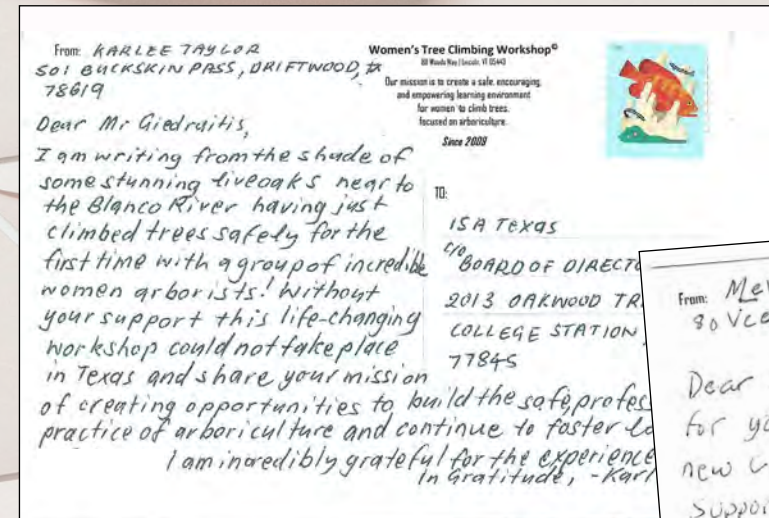 From: KARLEE TAYLOR
501 BUCKSKIN PASS, DRIFTWOOD, TX
78619
Dear Mr Giedraitis,
I am writing from the shade of
some stunning liveoaks near to
the Blanco River having just
climbed trees safely for the
first time with a group of incredible
women arborists! Without
your support this life-changing
workshop could not take place
in Texas and share your mission
of creating opportunities to build the safe, profes
practice of arboriculture and continue to foster
I am incredibly grateful for the experience
in Gratitude, -Karl
Women's Tree Climbing Workshop©
Our mission is to create a safe, encouraging,
and empowering learning environment
for women to climb trees,
focused on arboriculture.
Since 2009
TO:
ISA Texas
c/o BOARD OF DIRECTO
2013 OAKWOOD TR
COLLEGE STATION,
77845
From: Me
80
Dear
for yo
new
suppor